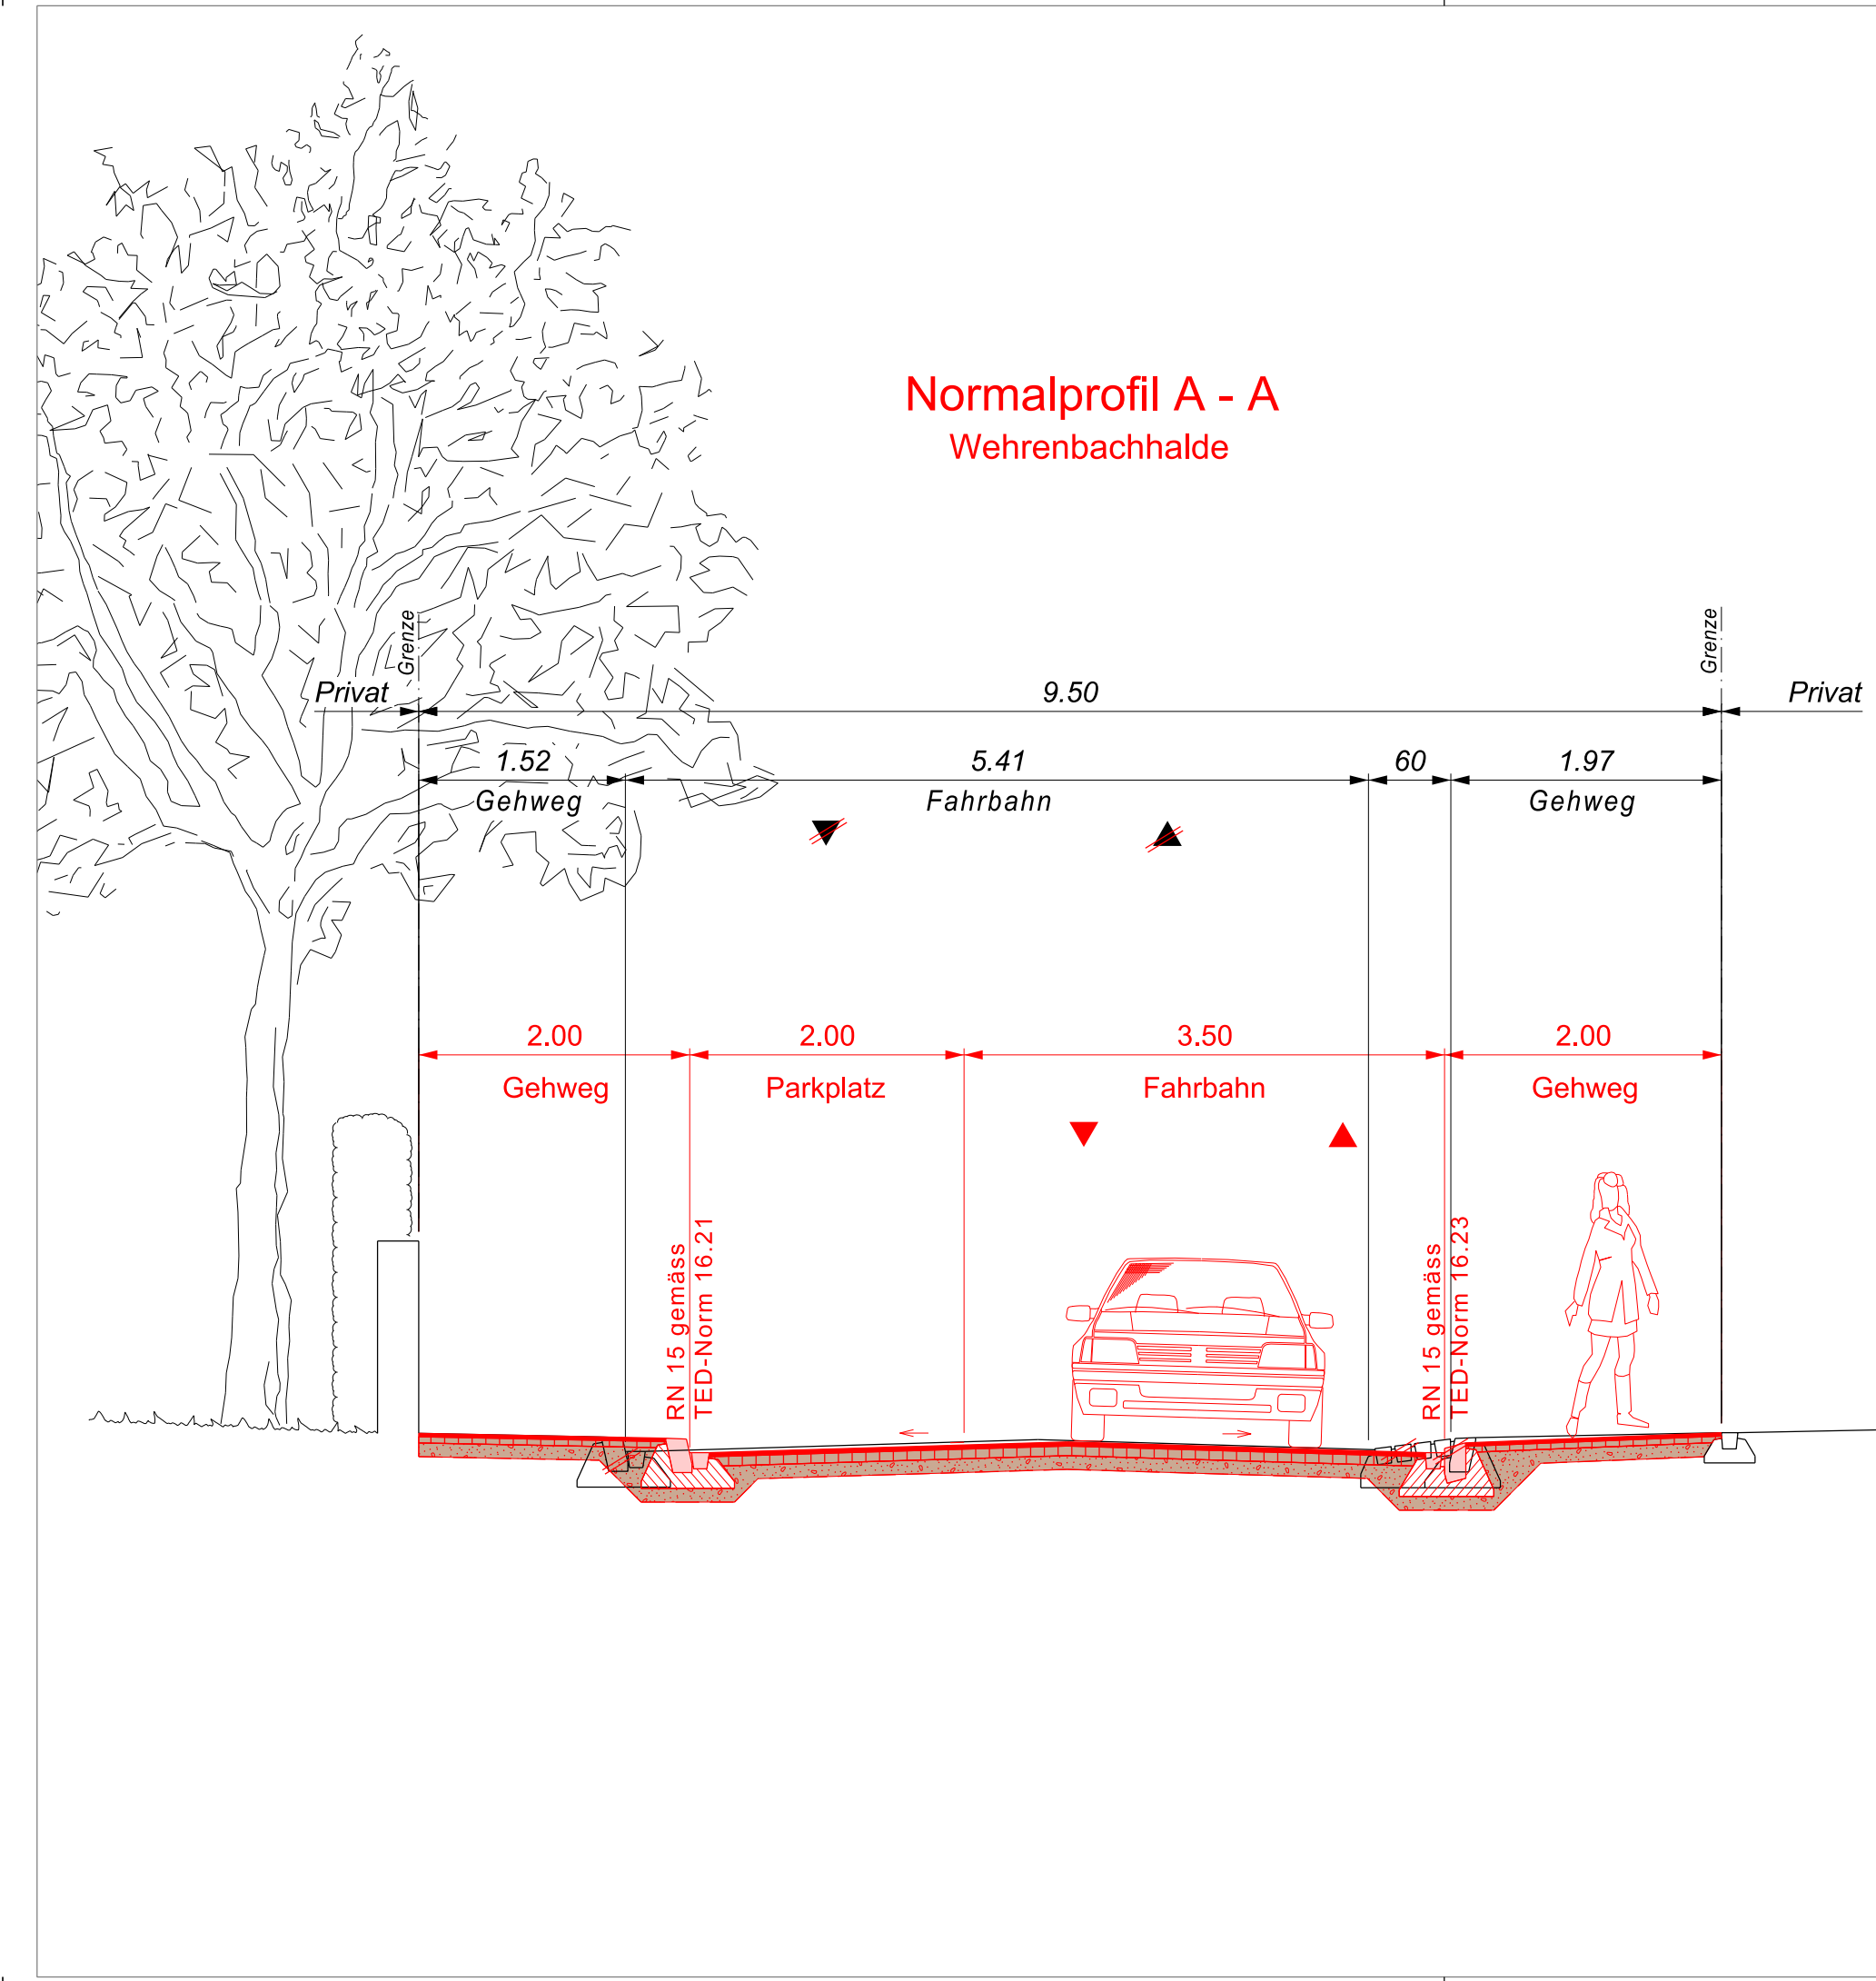 Normalprofil A - A
Wehrenbachhalde
Grenze
Grenze
Privat
9.50
Privat
1.52
5.41
60
1.97
Gehweg
Fahrbahn
Gehweg
2.00
2.00
3.50
2.00
Gehweg
Parkplatz
Fahrbahn
Gehweg
RN 15 gemäss
TED-Norm 16.21
RN 15 gemäss
TED-Norm 16.23